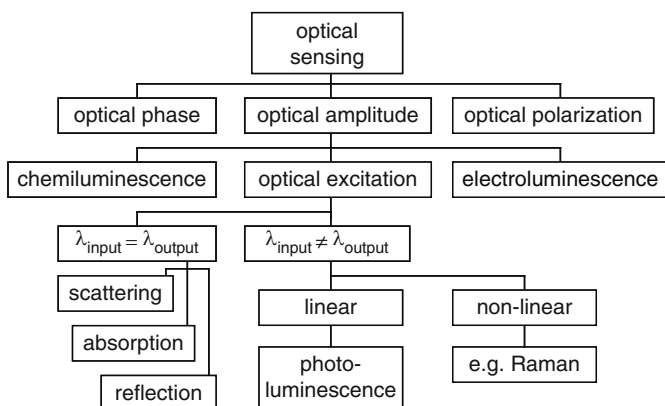 optical
sensing
optical phase
optical amplitude
optical polarization
chemiluminescence
optical excitation
electroluminescence
λinput = λoutput
λinput ≠ λoutput
scattering
absorption
reflection
linear
non-linear
photo-
luminescence
e.g. Raman